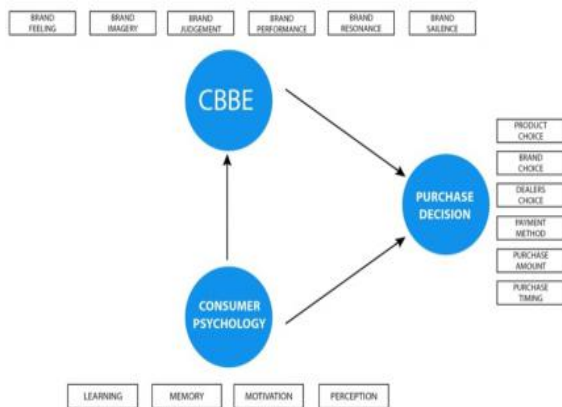 BRAND
FEELING
BRAND
IMAGERY
BRAND
JUDGEMENT
BRAND
PERFORMANCE
BRAND
RESONANCE
BRAND
SAILENCE
CBBE
PRODUCT
CHOICE
BRAND
CHOICE
DEALERS
CHOICE
PAYMENT
METHOD
PURCHASE
AMOUNT
PURCHASE
TIMING
PURCHASE
DECISION
CONSUMER
PSYCHOLOGY
LEARNING
MEMORY
MOTIVATION
PERCEPTION